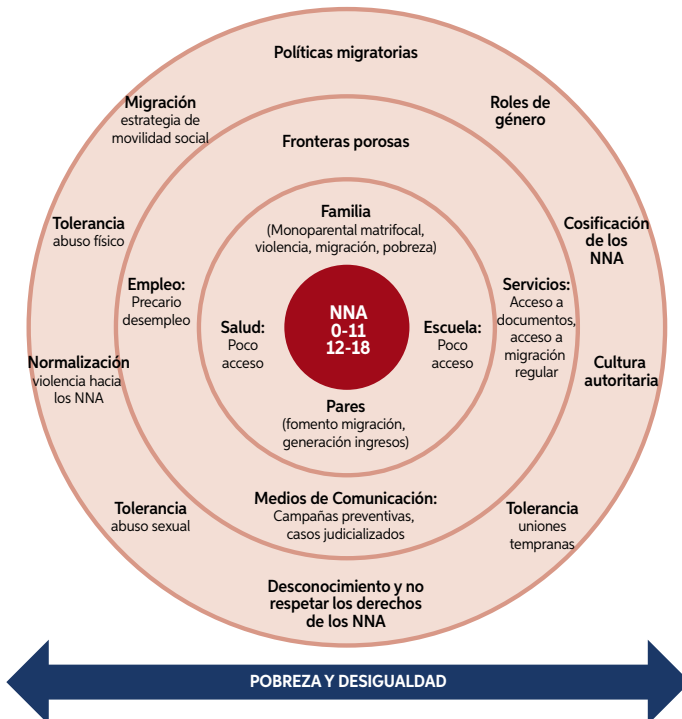 Políticas migratorias
Migración
estrategia de
movilidad social
Roles de
género
Fronteras porosas
Tolerancia
abuso físico
Familia
(Monoparental matrifocal,
violencia, migración, pobreza)
Cosificación
de los
NNA
Empleo:
Precario
desempleo
Servicios:
Acceso a
documentos,
acceso a
migración
regular
Salud:
Poco
acceso
NNA
0-11
12-18
Escuela:
Poco
acceso
Normalización
violencia hacia
los NNA
Cultura
autoritaria
Pares
(fomento migración,
generación ingresos)
Tolerancia
abuso sexual
Medios de Comunicación:
Campañas preventivas,
casos judicializados
Tolerancia
uniones
tempranas
Desconocimiento y no
respetar los derechos
de los NNA
POBREZA Y DESIGUALDAD